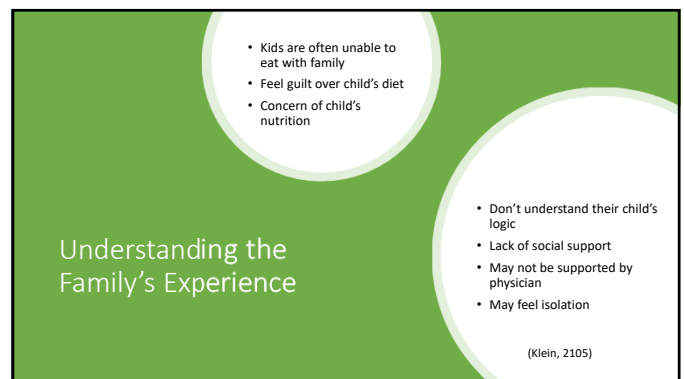 • Kids are often unable to
eat with family
• Feel guilt over child’s diet
• Concern of child’s
nutrition
Understanding the
Family’s Experience
• Don’t understand their child’s
logic
• Lack of social support
• May not be supported by
physician
• May feel isolation
(Klein, 2105)